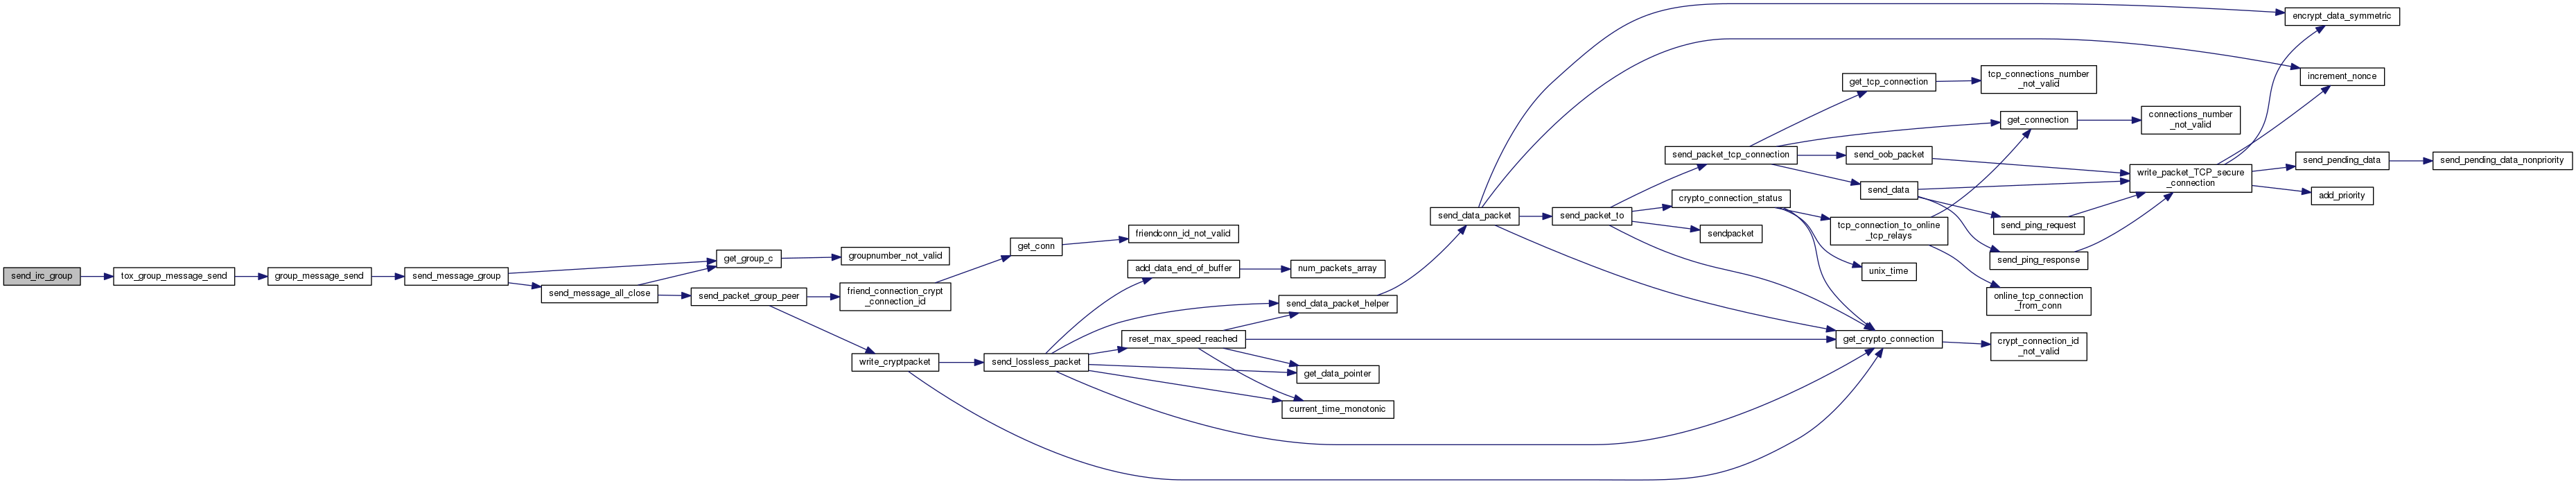 send_irc_group
tox_group_message_send
group_message_send
send_message_group
get_group_c
groupnumber_not_valid
send_message_all_close
send_packet_group_peer
friend_connection_crypt
_connection_id
get_conn
friendconn_id_not_valid
write_cryptpacket
send_lossless_packet
add_data_end_of_buffer
num_packets_array
send_data_packet_helper
reset_max_speed_reached
get_data_pointer
current_time_monotonic
send_data_packet
send_packet_to
send_packet_tcp_connection
get_tcp_connection
tcp_connections_number
_not_valid
get_connection
connections_number
_not_valid
send_oob_packet
send_data
crypto_connection_status
sendpacket
tcp_connection_to_online
_tcp_relays
unix_time
send_ping_request
send_ping_response
online_tcp_connection
_from_conn
get_crypto_connection
crypt_connection_id
_not_valid
write_packet_TCP_secure
_connection
encrypt_data_symmetric
increment_nonce
send_pending_data
send_pending_data_nonpriority
add_priority